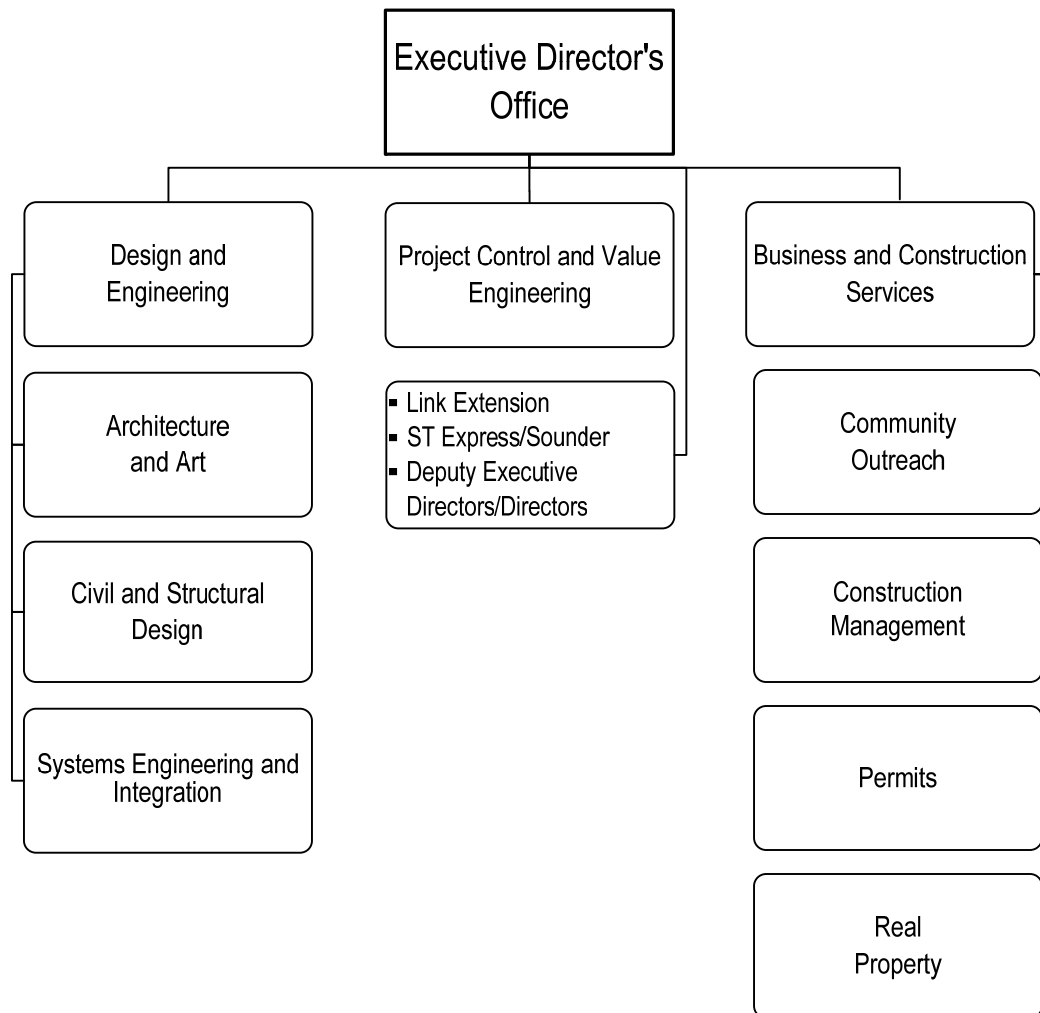 Executive Director's
Office
Design and
Engineering
Project Control and Value
Engineering
Business and Construction
Services
Architecture
and Art
▪ Link Extension
▪ ST Express/Sounder
▪ Deputy Executive
Directors/Directors
Community
Outreach
Civil and Structural
Design
Construction
Management
Systems Engineering and
Integration
Permits
Real
Property